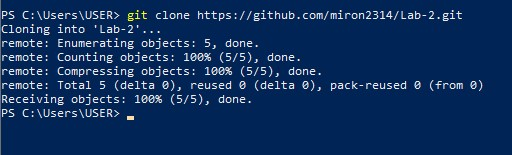 PS C:\Users\USER> git clone https://github.com/miron2314/Lab-2.git
Cloning into 'Lab-2'...
remote: Enumerating objects: 5, done.
remote: Counting objects: 100% (5/5), done.
remote: Compressing objects: 100% (5/5), done.
remote: Total 5 (delta 0), reused 0 (delta 0), pack-reused 0 (from 0)
Receiving objects: 100% (5/5), done.
PS C:\Users\USER>